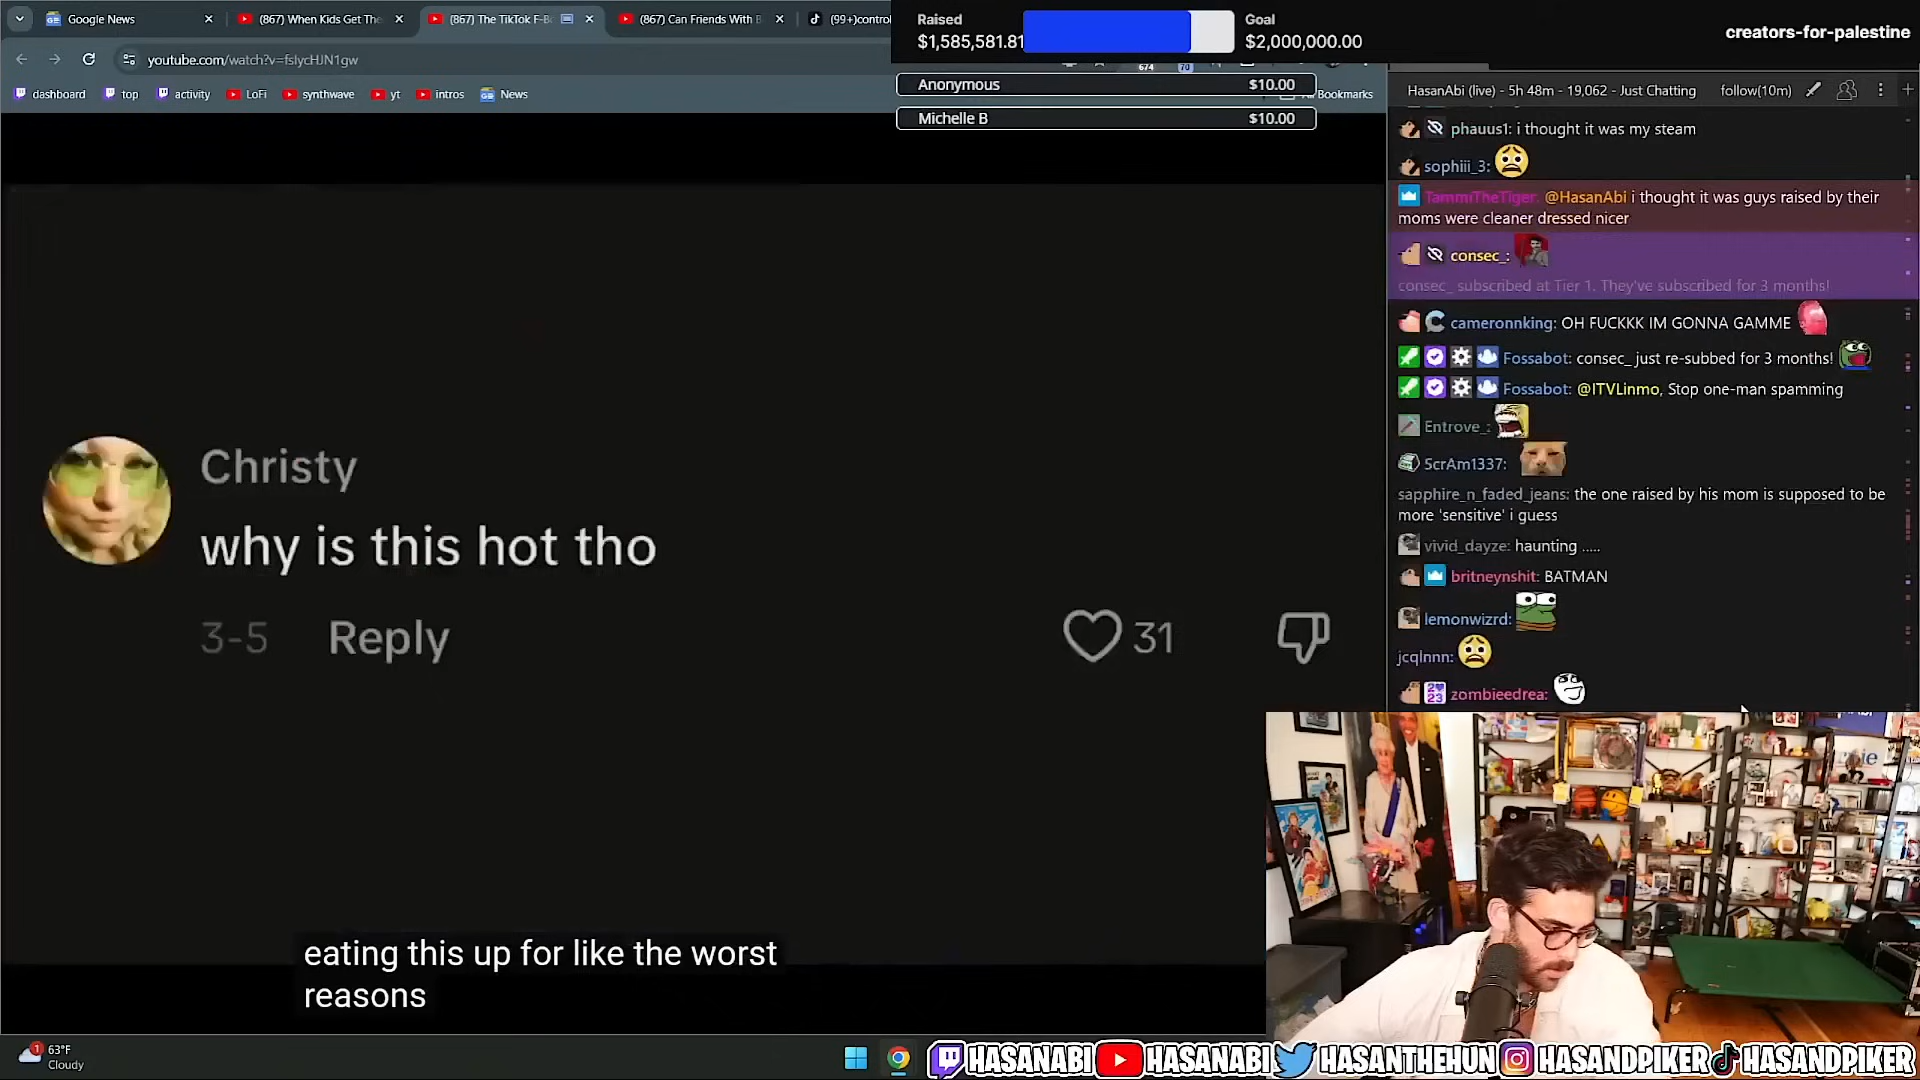 Google News
(867) When Kids Get The
(867) The TikTok F-B
(867) Can Friends With B
(99+)control
youtube.com/watch?v=fslycHJN1gw
674
70
dashboard
top
activity
LoFi
synthwave
yt
intros
News
All Bookmarks
Raised
$1,585,581.81
Goal
$2,000,000.00
creators-for-palestine
Anonymous $10.00
Michelle B $10.00
HasanAbi (live) - 5h 48m - 19,062 - Just Chatting
follow(10m)
phauus1: i thought it was my steam
sophiii_3:
TammiTheTiger: @HasanAbi i thought it was guys raised by their
moms were cleaner dressed nicer
consec_:
consec_ subscribed at Tier 1. They've subscribed for 3 months!
cameronnking: OH FUCKKK IM GONNA GAMME
Fossabot: consec_ just re-subbed for 3 months!
Fossabot: @ITVLinmo, Stop one-man spamming
Entrove_:
ScrAm1337:
sapphire_n_faded_jeans: the one raised by his mom is supposed to be
more 'sensitive' i guess
vivid_dayze: haunting .....
britneynshit: BATMAN
lemonwizrd:
jcqlnnn:
zombieedrea:
Christy
why is this hot tho
3-5 Reply
31
eating this up for like the worst
reasons
1
63°F
Cloudy
HASANABI HASANABI HASANTHEHUN HASANDPIKER HASANDPIKER